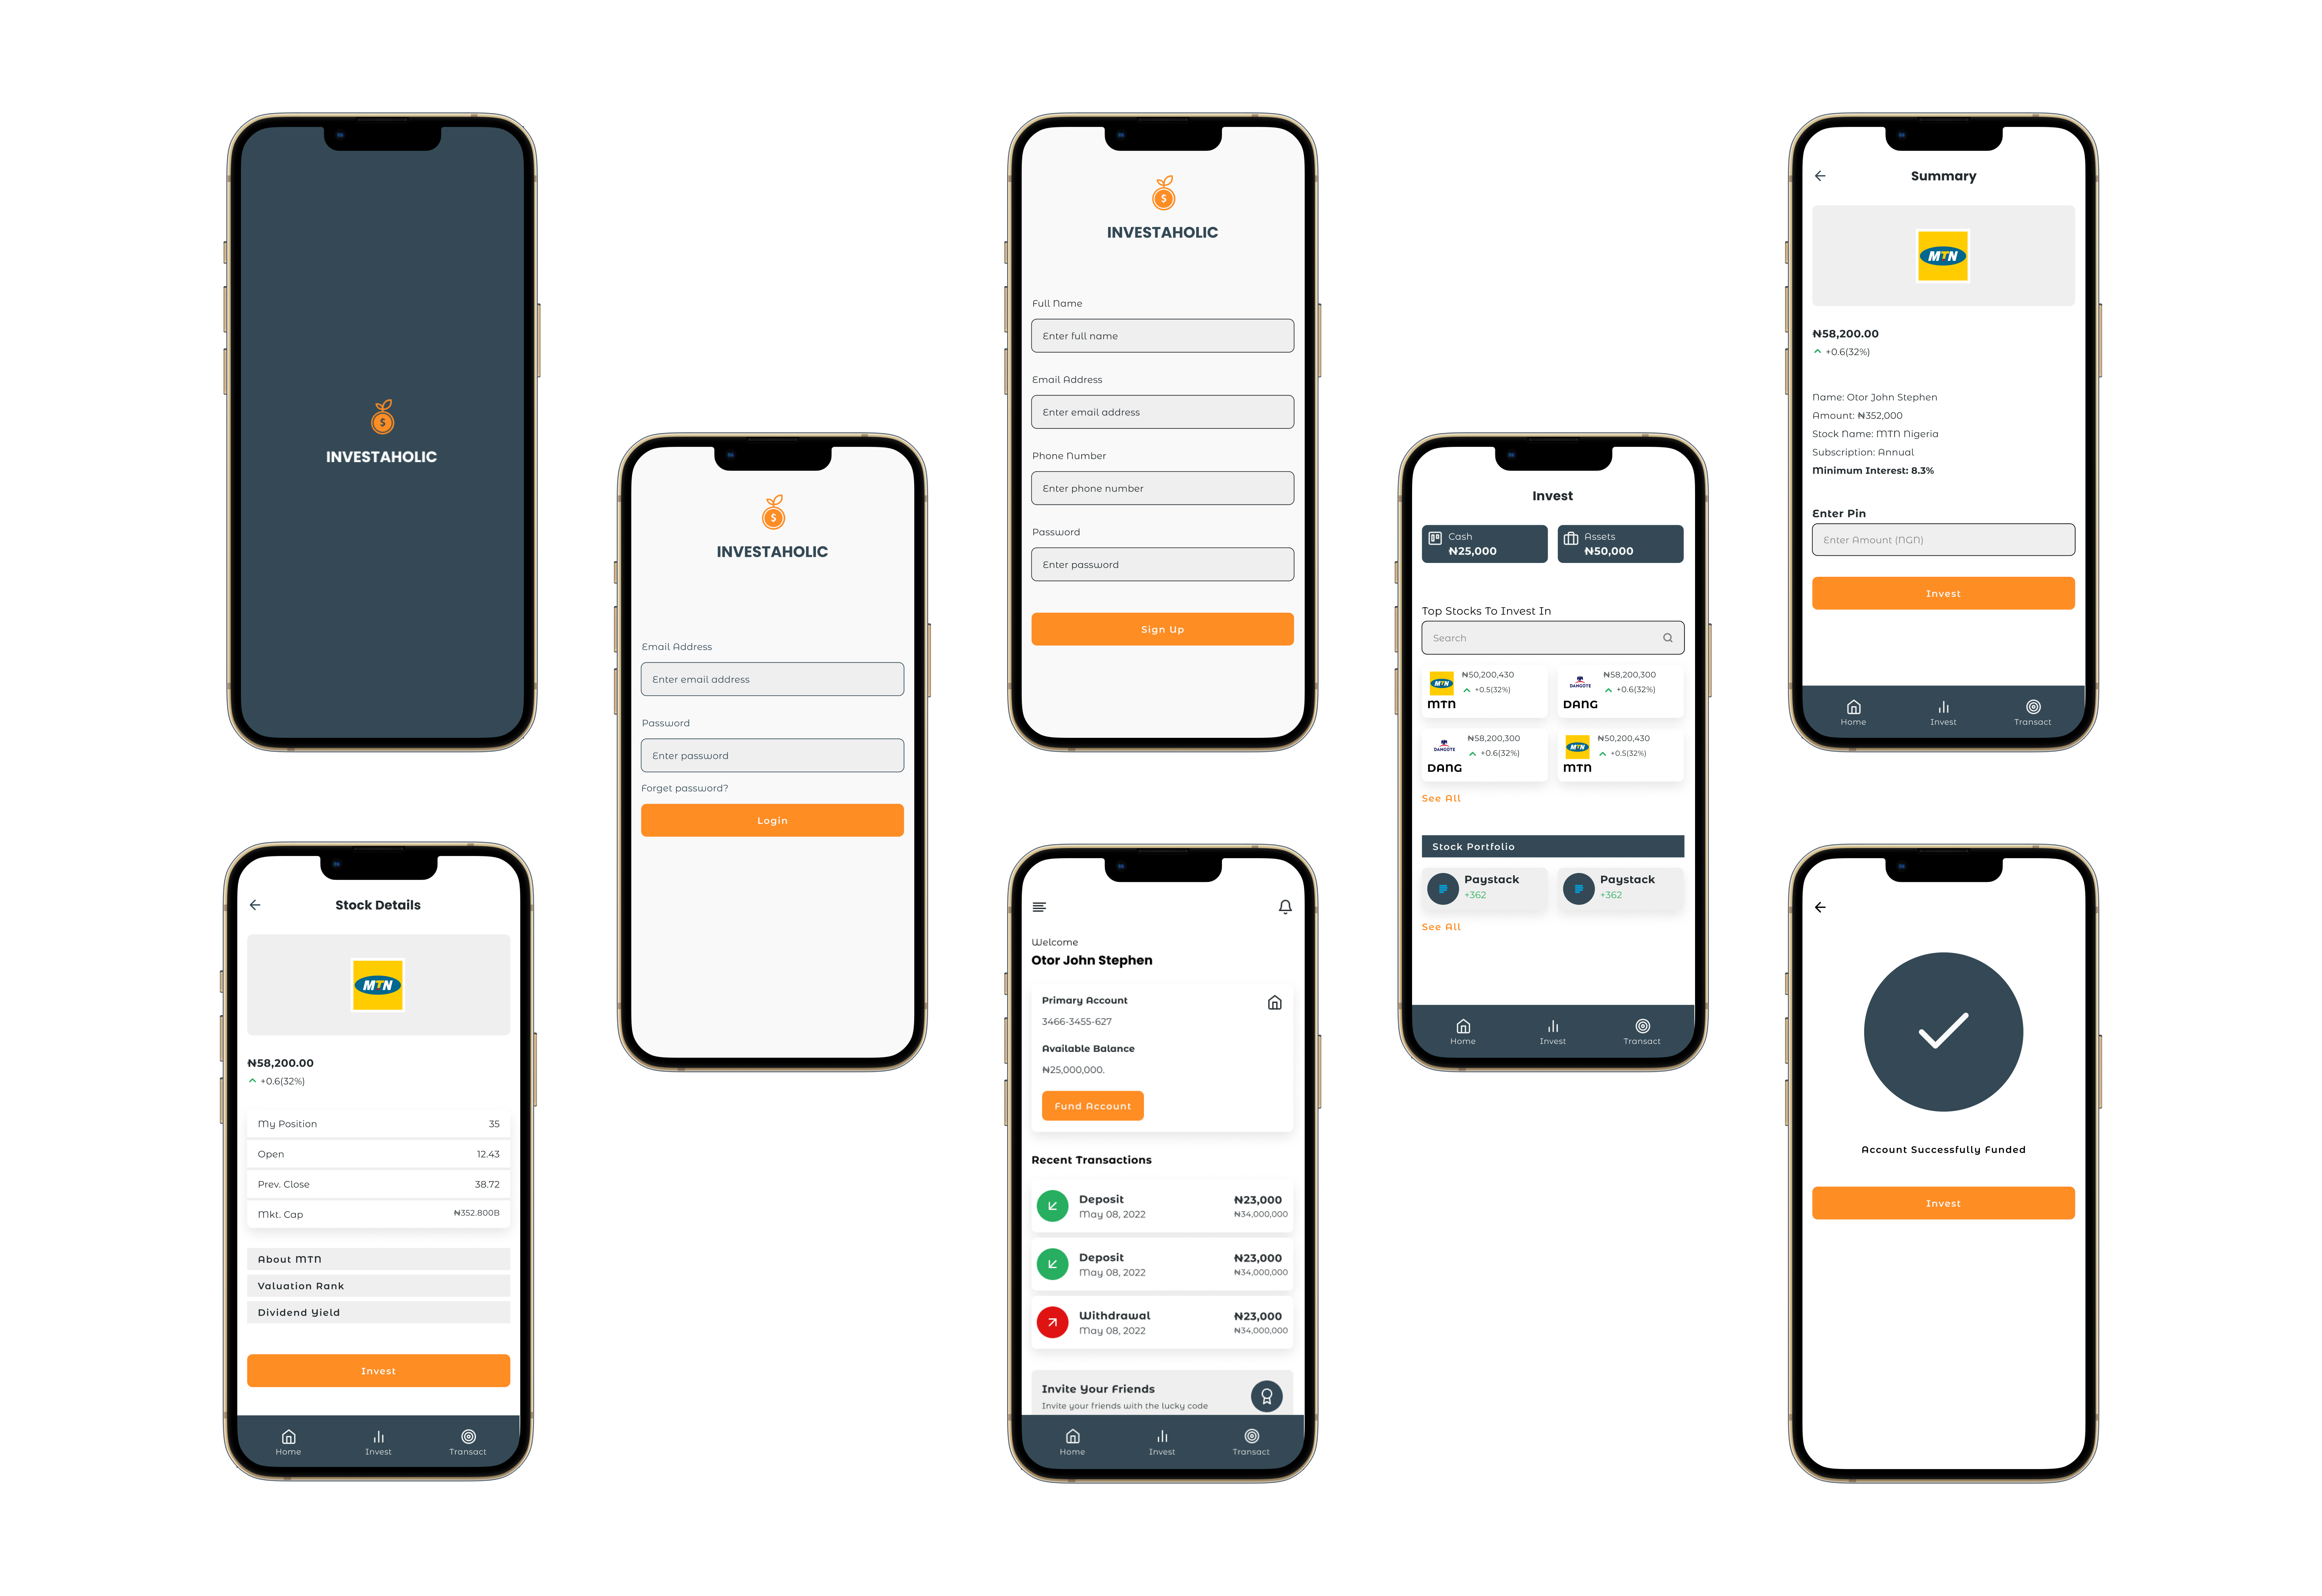 $
INVESTAHOLIC
$
INVESTAHOLIC
Email Address
Enter email address
Password
Enter password
Forget password?
Login
$
INVESTAHOLIC
Full Name
Enter full name
Email Address
Enter email address
Phone Number
Enter phone number
Password
Enter password
Sign Up
Invest
Cash
₦25,000
Assets
₦50,000
Top Stocks To Invest In
Search
MTN
₦50,200,430
+0.5(32%)
MTN
DANGOTE
₦58,200,300
+0.6(32%)
DANG
DANGOTE
₦58,200,300
+0.6(32%)
DANG
MTN
₦50,200,430
+0.5(32%)
MTN
See All
Stock Portfolio
Paystack
+362
Paystack
+362
See All
Home
Invest
Transact
Summary
MTN
₦58,200.00
+0.6(32%)
Name: Otor John Stephen
Amount: ₦352,000
Stock Name: MTN Nigeria
Subscription: Annual
Minimum Interest: 8.3%
Enter Pin
Enter Amount (NGN)
Invest
Home
Invest
Transact
Stock Details
MTN
₦58,200.00
+0.6(32%)
My Position 35
Open 12.43
Prev. Close 38.72
Mkt. Cap ₦352.800B
About MTN
Valuation Rank
Dividend Yield
Invest
Home
Invest
Transact
Welcome
Otor John Stephen
Primary Account
3466-3455-627
Available Balance
₦25,000,000.
Fund Account
Recent Transactions
Deposit ₦23,000
May 08, 2022 ₦34,000,000
Deposit ₦23,000
May 08, 2022 ₦34,000,000
Withdrawal ₦23,000
May 08, 2022 ₦34,000,000
Invite Your Friends
Invite your friends with the lucky code
Home
Invest
Transact
Account Successfully Funded
Invest